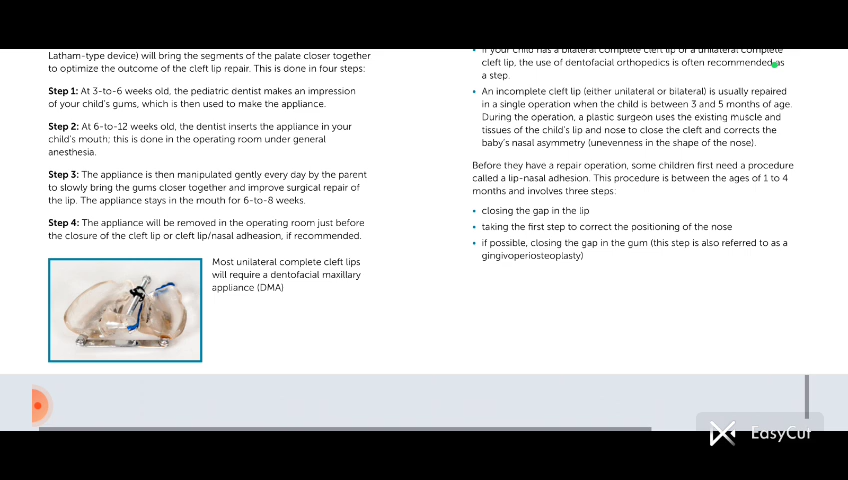 Latham-type device) will bring the segments of the palate closer together
to optimize the outcome of the cleft lip repair. This is done in four steps:
Step 1: At 3-to-6 weeks old, the pediatric dentist makes an impression
of your child's gums, which is then used to make the appliance.
Step 2: At 6-to-12 weeks old, the dentist inserts the appliance in your
child's mouth; this is done in the operating room under general
anesthesia.
Step 3: The appliance is then manipulated gently every day by the parent
to slowly bring the gums closer together and improve surgical repair of
the lip. The appliance stays in the mouth for 6-to-8 weeks.
Step 4: The appliance will be removed in the operating room just before
the closure of the cleft lip or cleft lip/nasal adheasion, if recommended.
Most unilateral complete cleft lips
will require a dentofacial maxillary
appliance (DMA)
• If your child has a bilateral complete cleft lip or a unilateral complete
cleft lip, the use of dentofacial orthopedics is often recommended as
a step.
• An incomplete cleft lip (either unilateral or bilateral) is usually repaired
in a single operation when the child is between 3 and 5 months of age.
During the operation, a plastic surgeon uses the existing muscle and
tissues of the child's lip and nose to close the cleft and corrects the
baby's nasal asymmetry (unevenness in the shape of the nose).
Before they have a repair operation, some children first need a procedure
called a lip-nasal adhesion. This procedure is between the ages of 1 to 4
months and involves three steps:
• closing the gap in the lip
• taking the first step to correct the positioning of the nose
• if possible, closing the gap in the gum (this step is also referred to as a
gingivoperiosteoplasty)
EasyCut